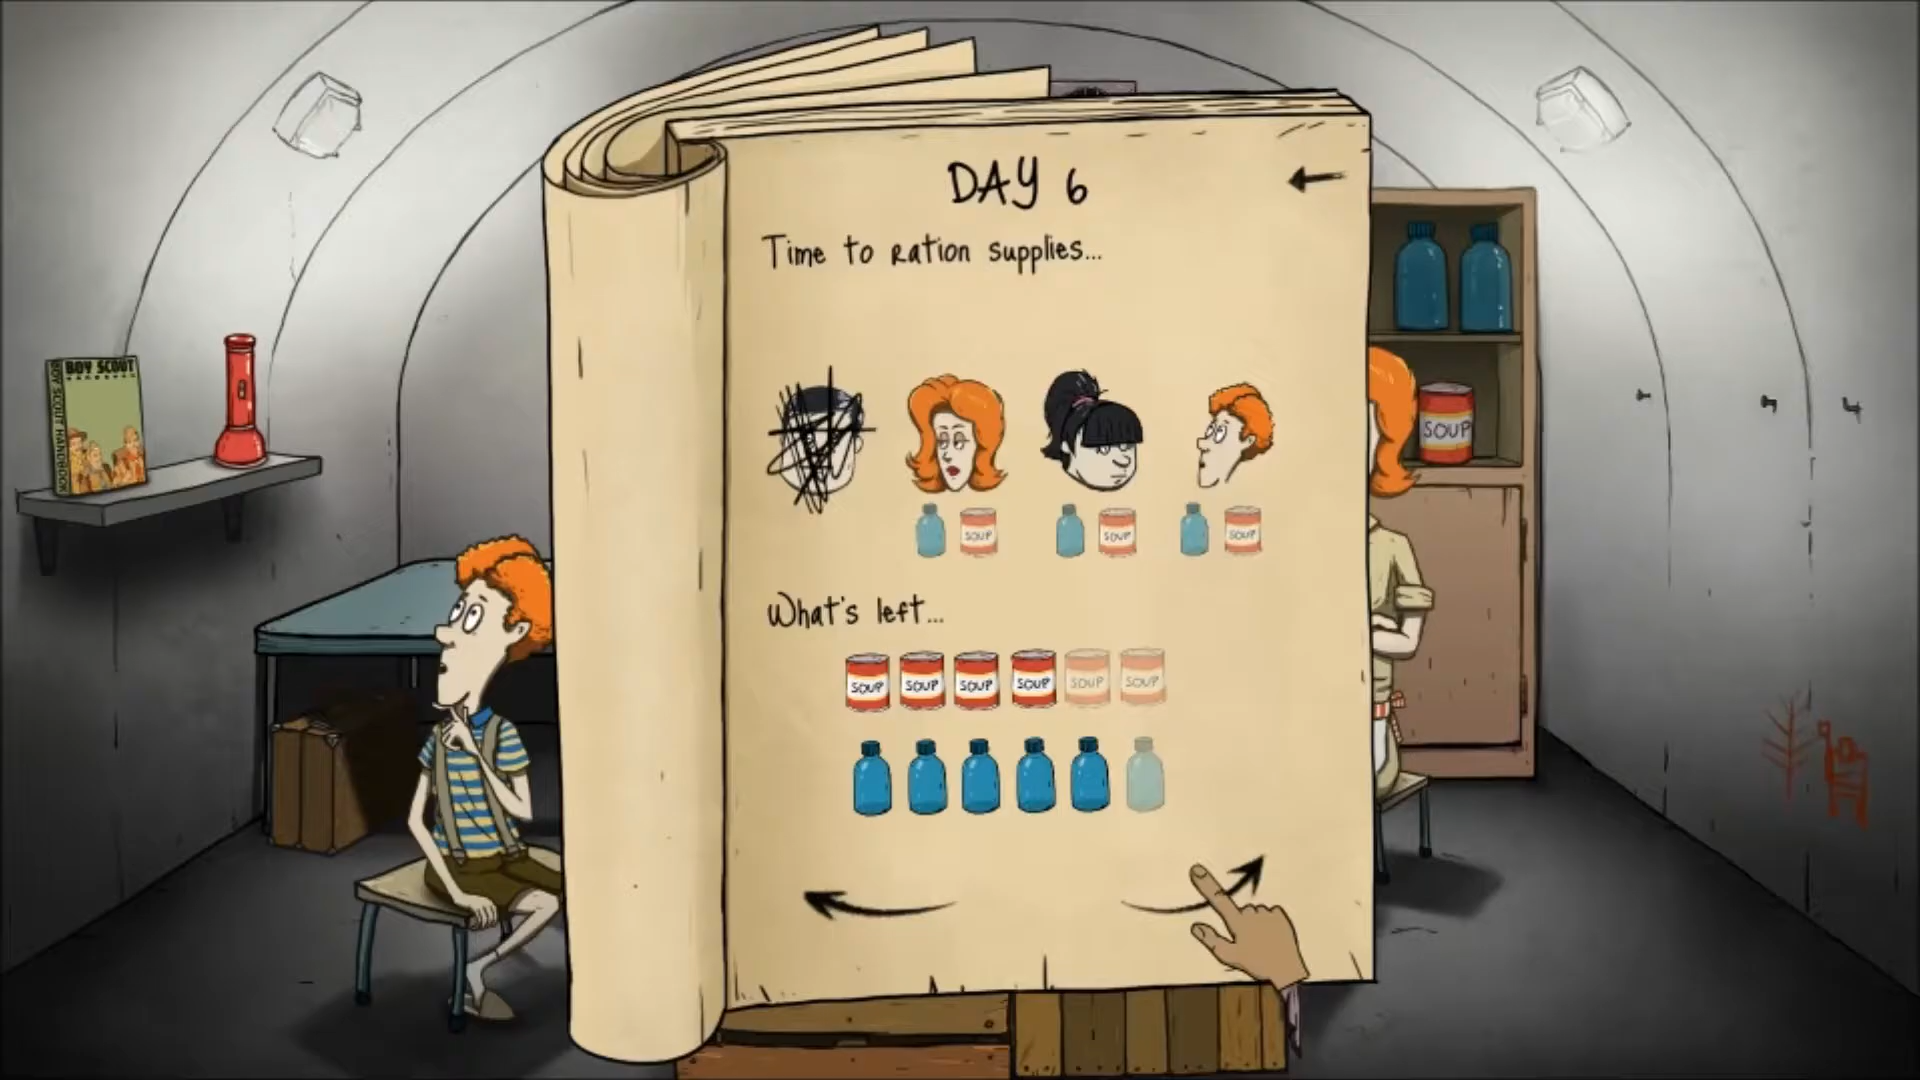 DAY 6
Time to ration supplies...
BOY SCOUT
BOY SCOUT HANDBOOK
SOUP
SOUP SOUP SOUP
What's left...
SOUP SOUP SOUP SOUP SOUP SOUP